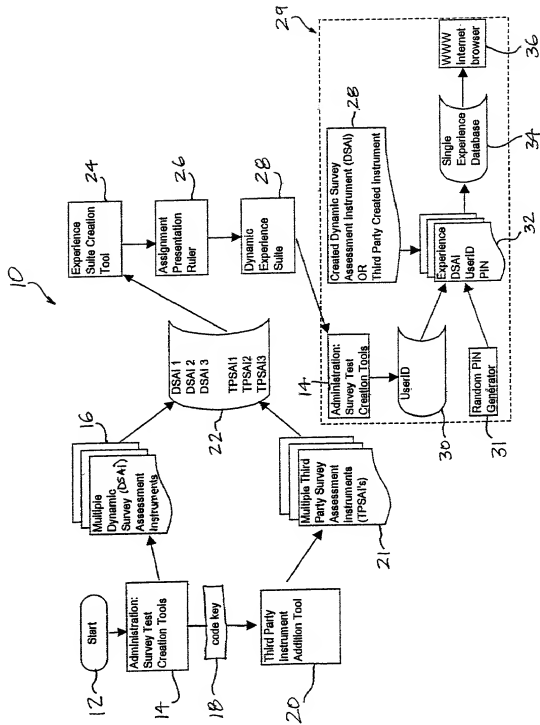 10
12
Start
14
Administration:
Survey Test
Creation Tools
18
code key
20
Third Party
Instrument
Addition Tool
16
Multiple
Dynamic
Survey (DSAi)
Assessment
Instruments
21
Multiple Third
Party Survey
Assessment
Instruments
(TPSAI's)
22
DSAI 1
DSAI 2
DSAI 3
TPSAI1
TPSAI2
TPSAI3
24
Experience
Suite Creation
Tool
26
Assignment
Presentation
Ruler
28
Dynamic
Experience
Suite
29
14
Administration:
Survey Test
Creation Tools
28
Created Dynamic Survey
Assessment Instrument (DSAI)
OR
Third Party Created Instrument
UserID
30
Random PIN
Generator
31
Experience
DSAI
UserID
PIN
32
Single
Experience
Database
34
WWW
Internet
browser
36